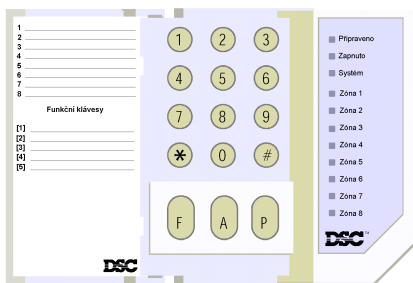 1
2
3
4
5
6
7
8
Funkční klávesy
[1]
[2]
[3]
[4]
[5]
DSC
1 2 3
4 5 6
7 8 9
* 0 #
F A P
Připraveno
Zapnuto
Systém
Zóna 1
Zóna 2
Zóna 3
Zóna 4
Zóna 5
Zóna 6
Zóna 7
Zóna 8
DSC™